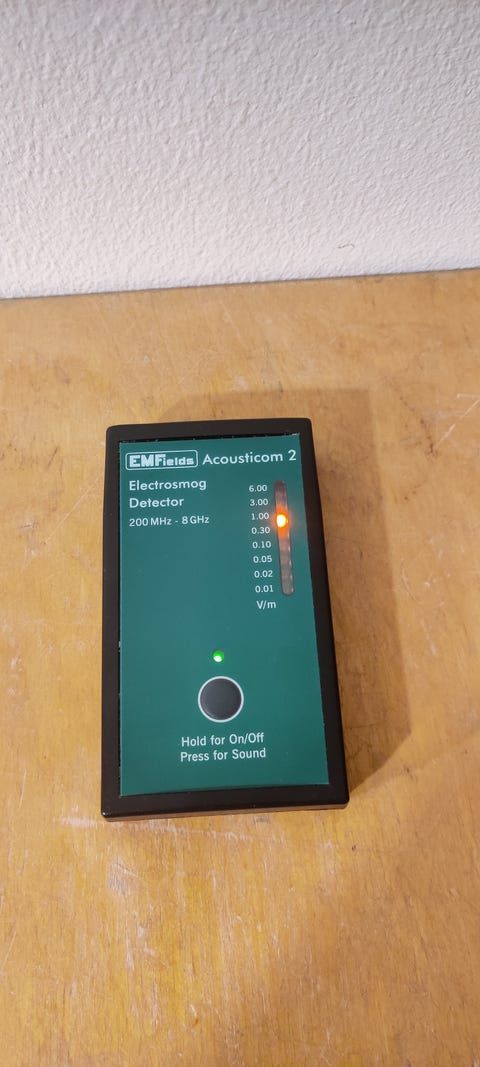 EMFields Acousticom 2
Electrosmog
Detector
200 MHz - 8 GHz
6.00
3.00
1.00
0.30
0.10
0.05
0.02
0.01
V/m
Hold for On/Off
Press for Sound